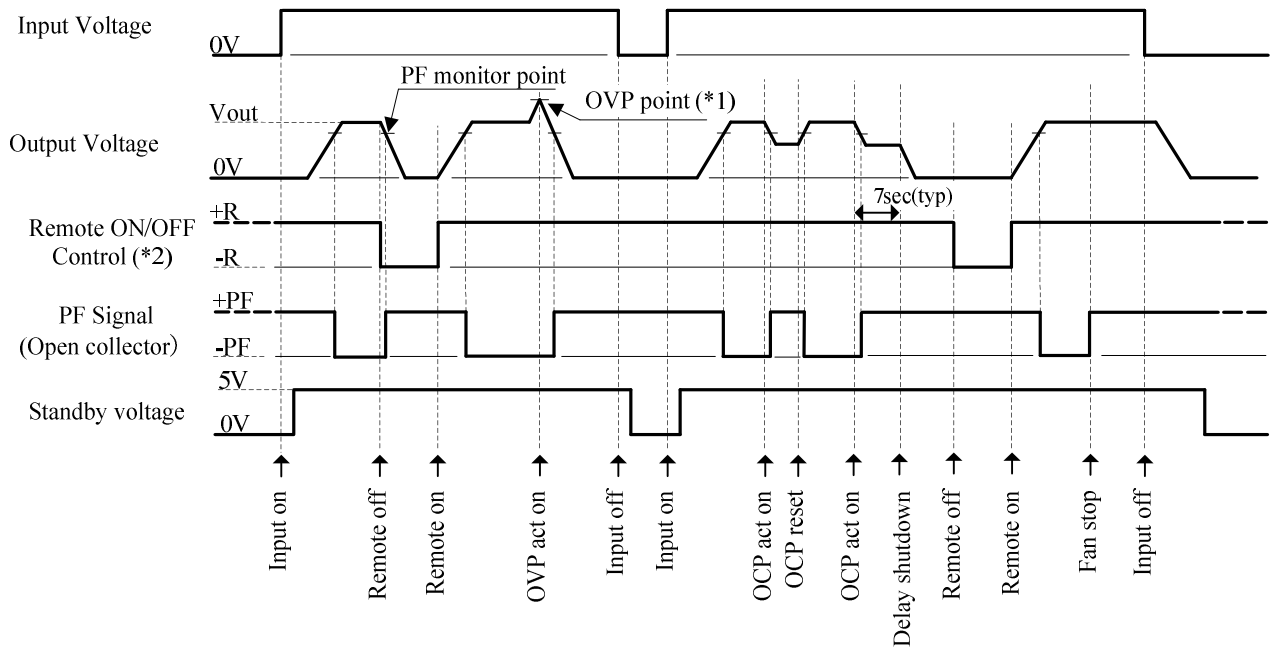 Input Voltage
0V
PF monitor point
OVP point (*1)
Vout
Output Voltage
0V
7sec(typ)
+R
Remote ON/OFF
Control (*2)
-R
+PF
PF Signal
(Open collector)
-PF
5V
Standby voltage
0V
Input on
Remote off
Remote on
OVP act on
Input off
Input on
OCP act on
OCP reset
OCP act on
Delay shutdown
Remote off
Remote on
Fan stop
Input off